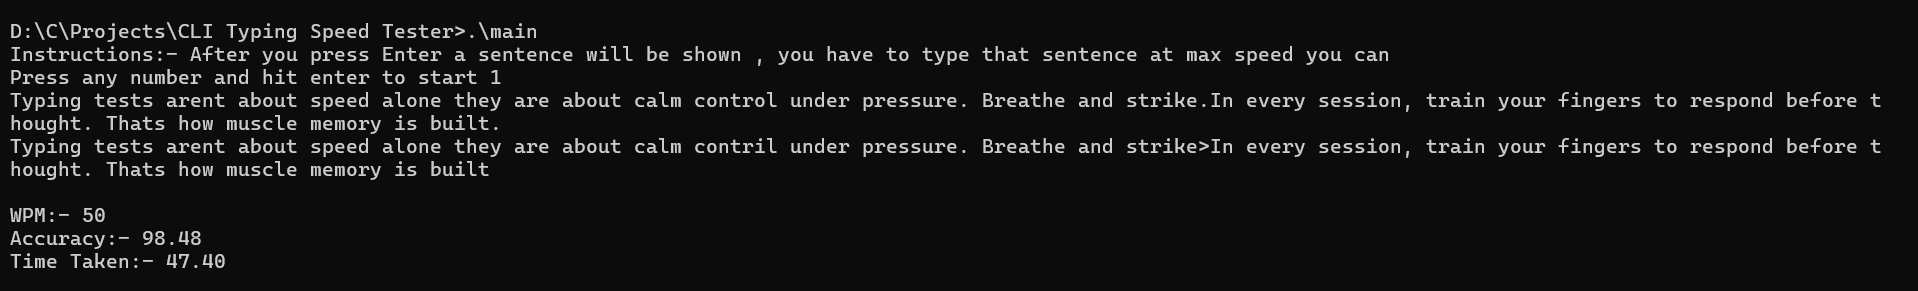 D:\C\Projects\CLI Typing Speed Tester>.\main
Instructions:- After you press Enter a sentence will be shown , you have to type that sentence at max speed you can
Press any number and hit enter to start 1
Typing tests arent about speed alone they are about calm control under pressure. Breathe and strike.In every session, train your fingers to respond before t
hought. Thats how muscle memory is built.
Typing tests arent about speed alone they are about calm contril under pressure. Breathe and strike>In every session, train your fingers to respond before t
hought. Thats how muscle memory is built
WPM:- 50
Accuracy:- 98.48
Time Taken:- 47.40